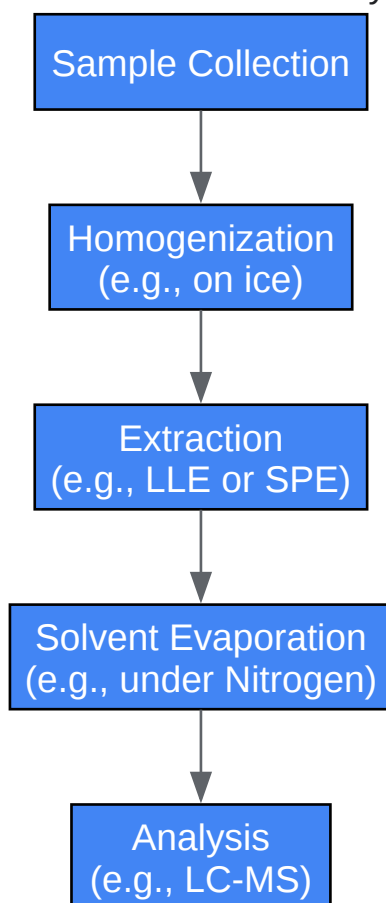 Sample Collection
Homogenization
(e.g., on ice)
Extraction
(e.g., LLE or SPE)
Solvent Evaporation
(e.g., under Nitrogen)
Analysis
(e.g., LC-MS)